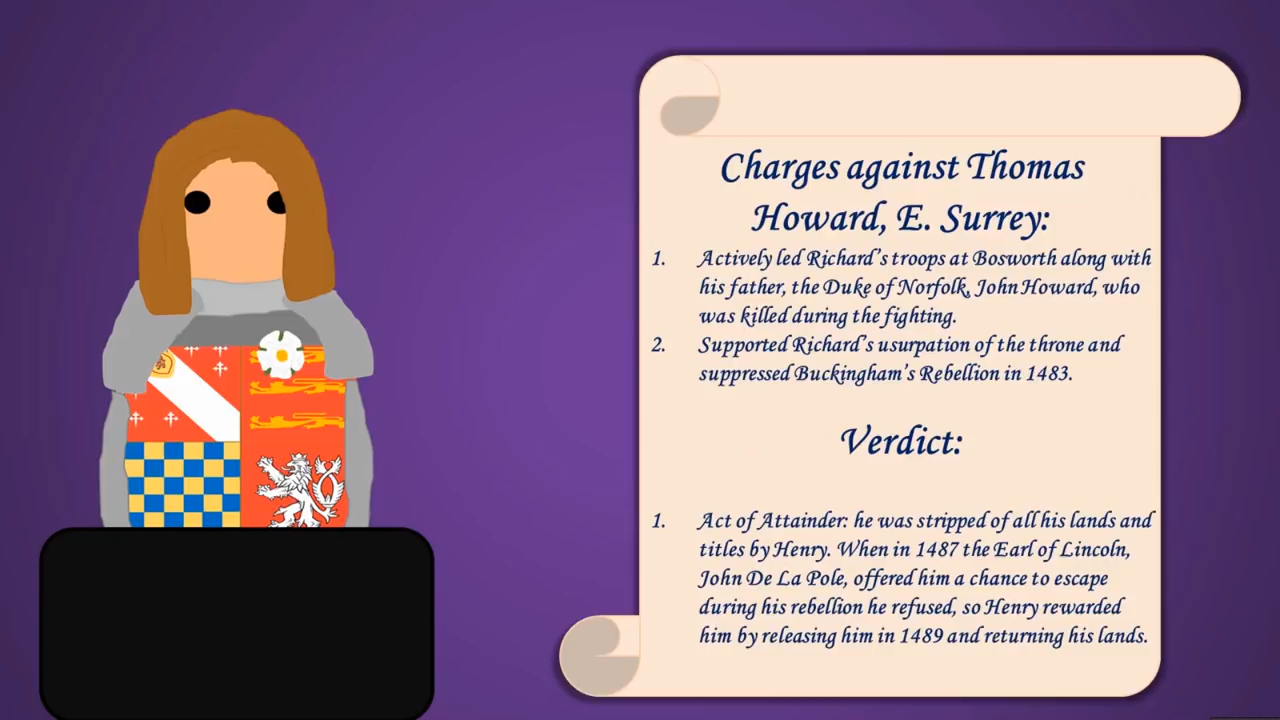 Charges against Thomas
Howard, E. Surrey:
1. Actively led Richard's troops at Bosworth along with
his father, the Duke of Norfolk, John Howard, who
was killed during the fighting.
2. Supported Richard's usurpation of the throne and
suppressed Buckingham's Rebellion in 1483.
Verdict:
1. Act of Attainder: he was stripped of all his lands and
titles by Henry. When in 1487 the Earl of Lincoln,
John De La Pole, offered him a chance to escape
during his rebellion he refused, so Henry rewarded
him by releasing him in 1489 and returning his lands.